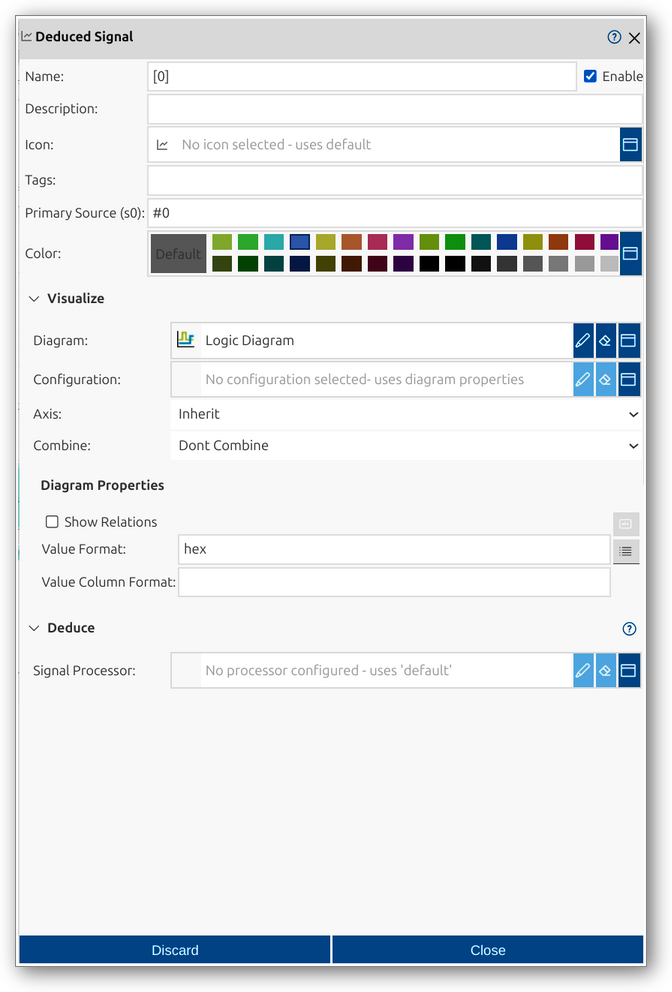 Deduced Signal
Name: [0] Enable
Description:
Icon: No icon selected - uses default
Tags:
Primary Source (s0): #0
Color: Default
Visualize
Diagram: Logic Diagram
Configuration: No configuration selected- uses diagram properties
Axis: Inherit
Combine: Dont Combine
Diagram Properties
Show Relations
Value Format: hex
Value Column Format:
Deduce
Signal Processor: No processor configured - uses 'default'
Discard Close